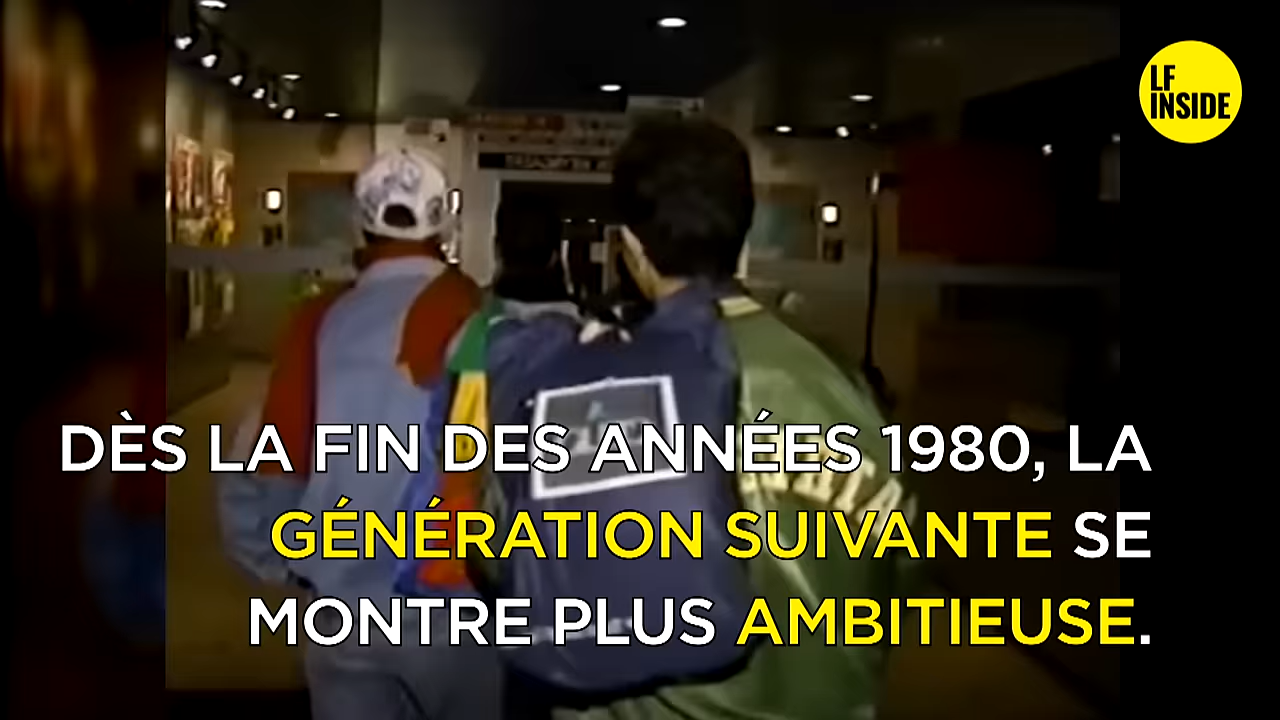 LF
INSIDE
DÈS LA FIN DES ANNÉES 1980, LA
GÉNÉRATION SUIVANTE SE
MONTRE PLUS AMBITIEUSE.